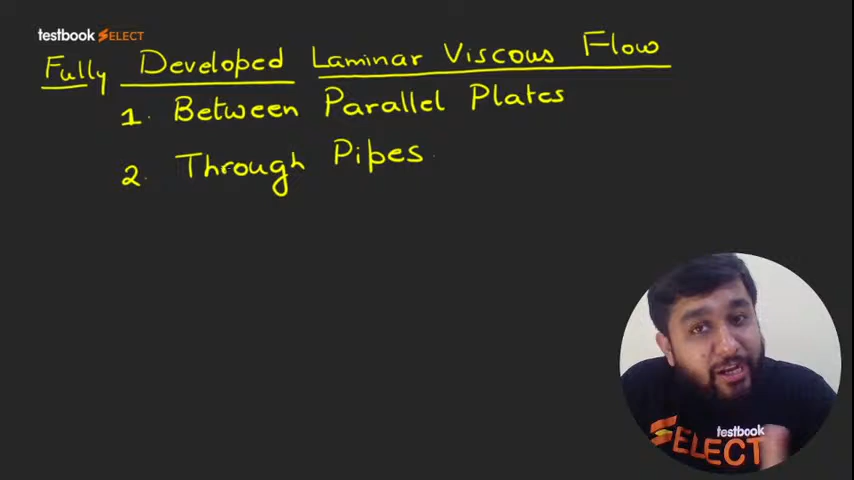 testbook SELECT
Fully Developed Laminar Viscous Flow
1. Between Parallel Plates
2. Through Pipes
testbook
SELECT